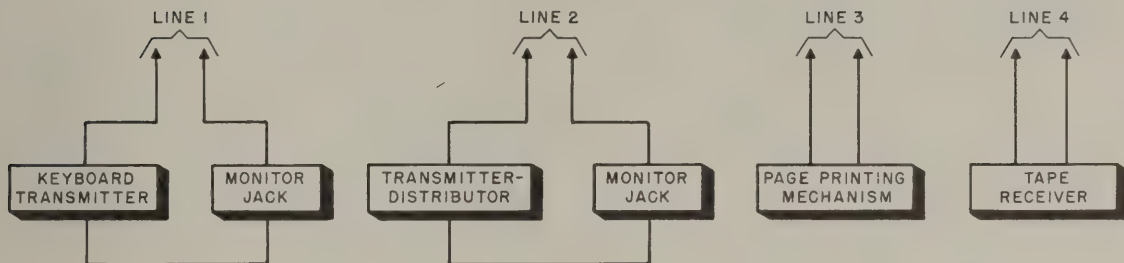 LINE 1
LINE 2
LINE 3
LINE 4
KEYBOARD
TRANSMITTER
MONITOR
JACK
TRANSMITTER-
DISTRIBUTOR
MONITOR
JACK
PAGE PRINTING
MECHANISM
TAPE
RECEIVER